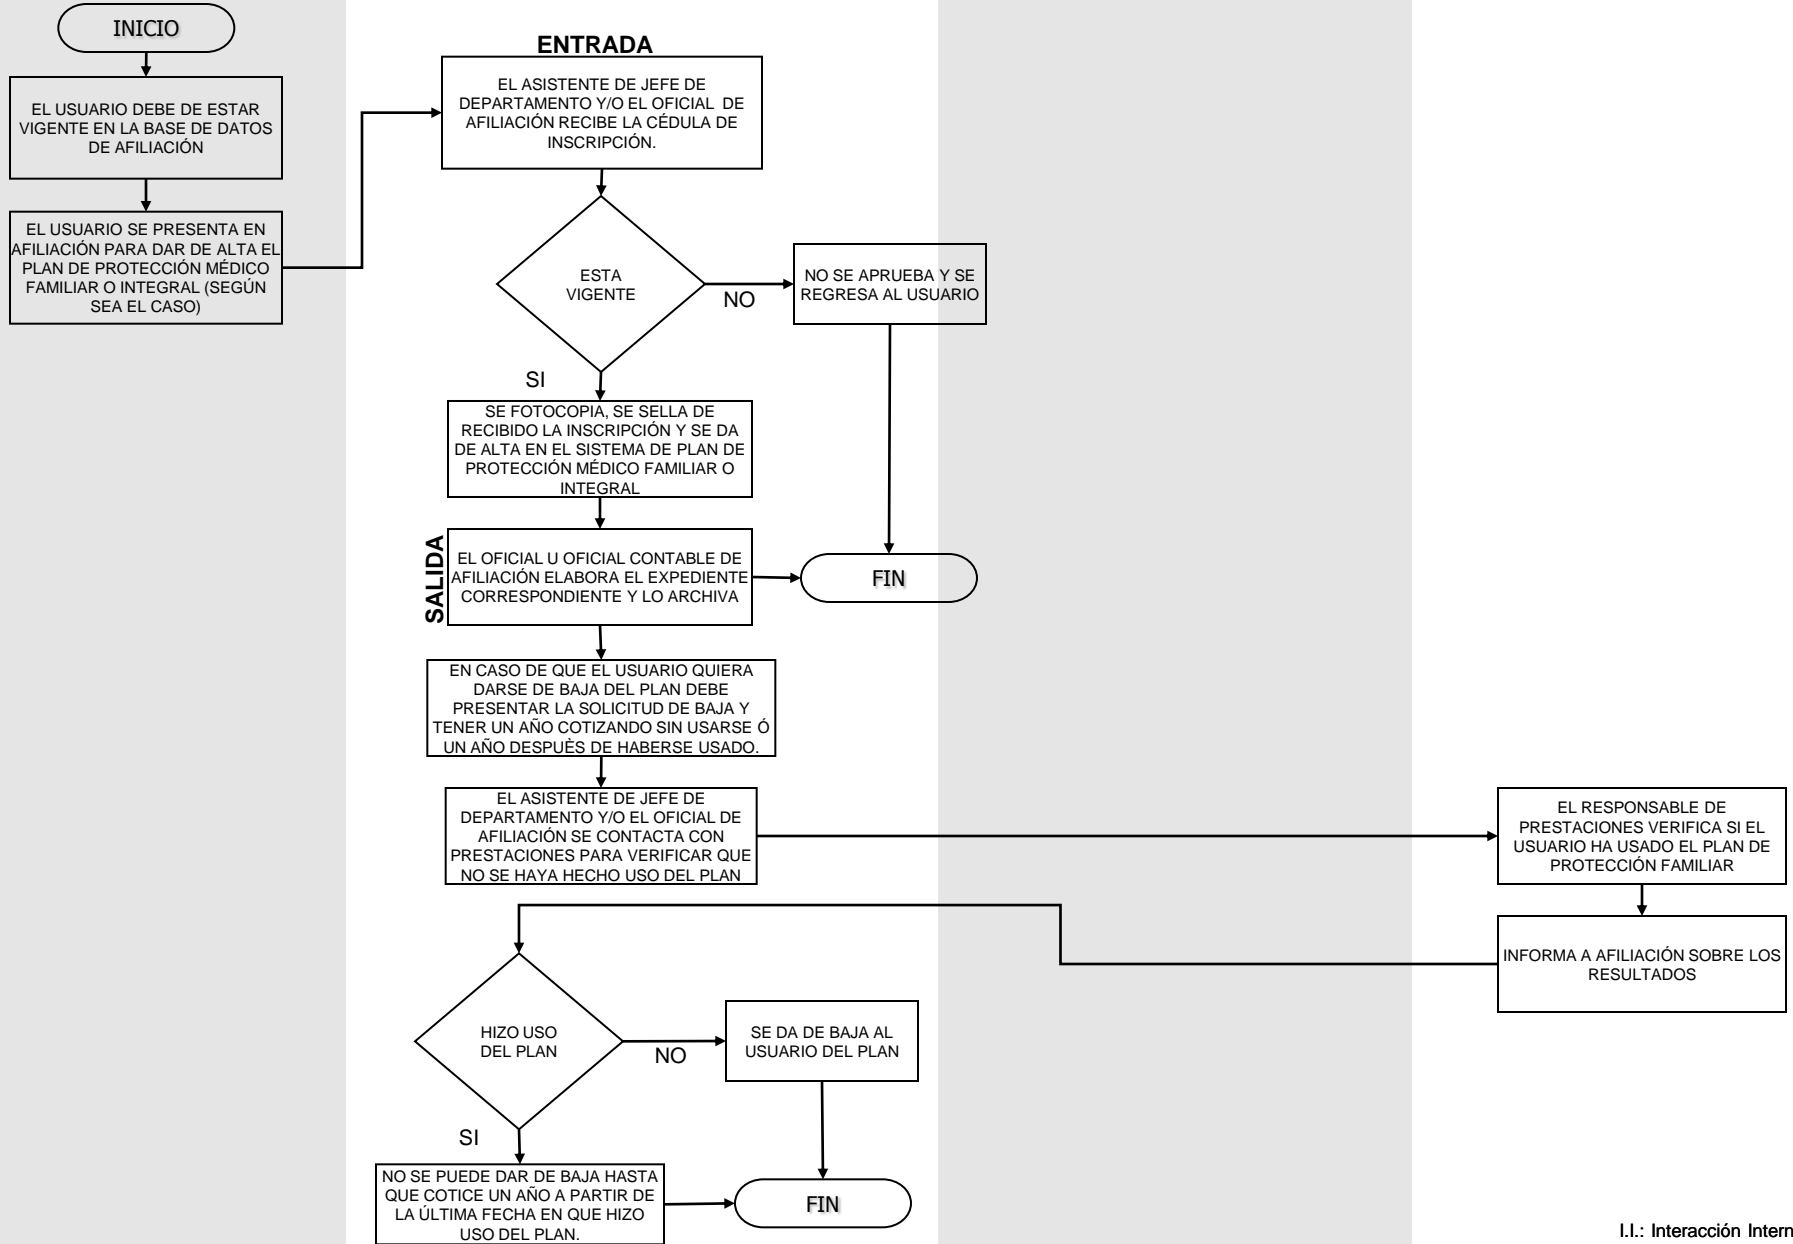 INICIO
EL USUARIO DEBE DE ESTAR
VIGENTE EN LA BASE DE DATOS
DE AFILIACIÓN
EL USUARIO SE PRESENTA EN
AFILIACIÓN PARA DAR DE ALTA EL
PLAN DE PROTECCIÓN MÉDICO
FAMILIAR O INTEGRAL (SEGÚN
SEA EL CASO)
ENTRADA
EL ASISTENTE DE JEFE DE
DEPARTAMENTO Y/O EL OFICIAL DE
AFILIACIÓN RECIBE LA CÉDULA DE
INSCRIPCIÓN.
ESTA
VIGENTE
NO
NO SE APRUEBA Y SE
REGRESA AL USUARIO
SI
SE FOTOCOPIA, SE SELLA DE
RECIBIDO LA INSCRIPCIÓN Y SE DA
DE ALTA EN EL SISTEMA DE PLAN DE
PROTECCIÓN MÉDICO FAMILIAR O
INTEGRAL
SALIDA
EL OFICIAL U OFICIAL CONTABLE DE
AFILIACIÓN ELABORA EL EXPEDIENTE
CORRESPONDIENTE Y LO ARCHIVA
FIN
EN CASO DE QUE EL USUARIO QUIERA
DARSE DE BAJA DEL PLAN DEBE
PRESENTAR LA SOLICITUD DE BAJA Y
TENER UN AÑO COTIZANDO SIN USARSE Ó
UN AÑO DESPUÈS DE HABERSE USADO.
EL ASISTENTE DE JEFE DE
DEPARTAMENTO Y/O EL OFICIAL DE
AFILIACIÓN SE CONTACTA CON
PRESTACIONES PARA VERIFICAR QUE
NO SE HAYA HECHO USO DEL PLAN
EL RESPONSABLE DE
PRESTACIONES VERIFICA SI EL
USUARIO HA USADO EL PLAN DE
PROTECCIÓN FAMILIAR
INFORMA A AFILIACIÓN SOBRE LOS
RESULTADOS
HIZO USO
DEL PLAN
NO
SE DA DE BAJA AL
USUARIO DEL PLAN
SI
NO SE PUEDE DAR DE BAJA HASTA
QUE COTICE UN AÑO A PARTIR DE
LA ÚLTIMA FECHA EN QUE HIZO
USO DEL PLAN.
FIN
I.I.: Interacción Intern